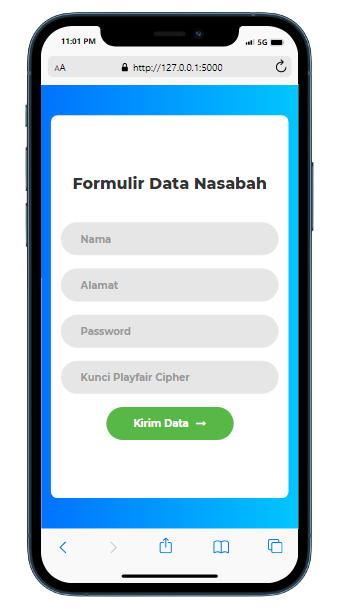 11:01 PM
5G
AA
http://127.0.0.1:5000
Formulir Data Nasabah
Nama
Alamat
Password
Kunci Playfair Cipher
Kirim Data →